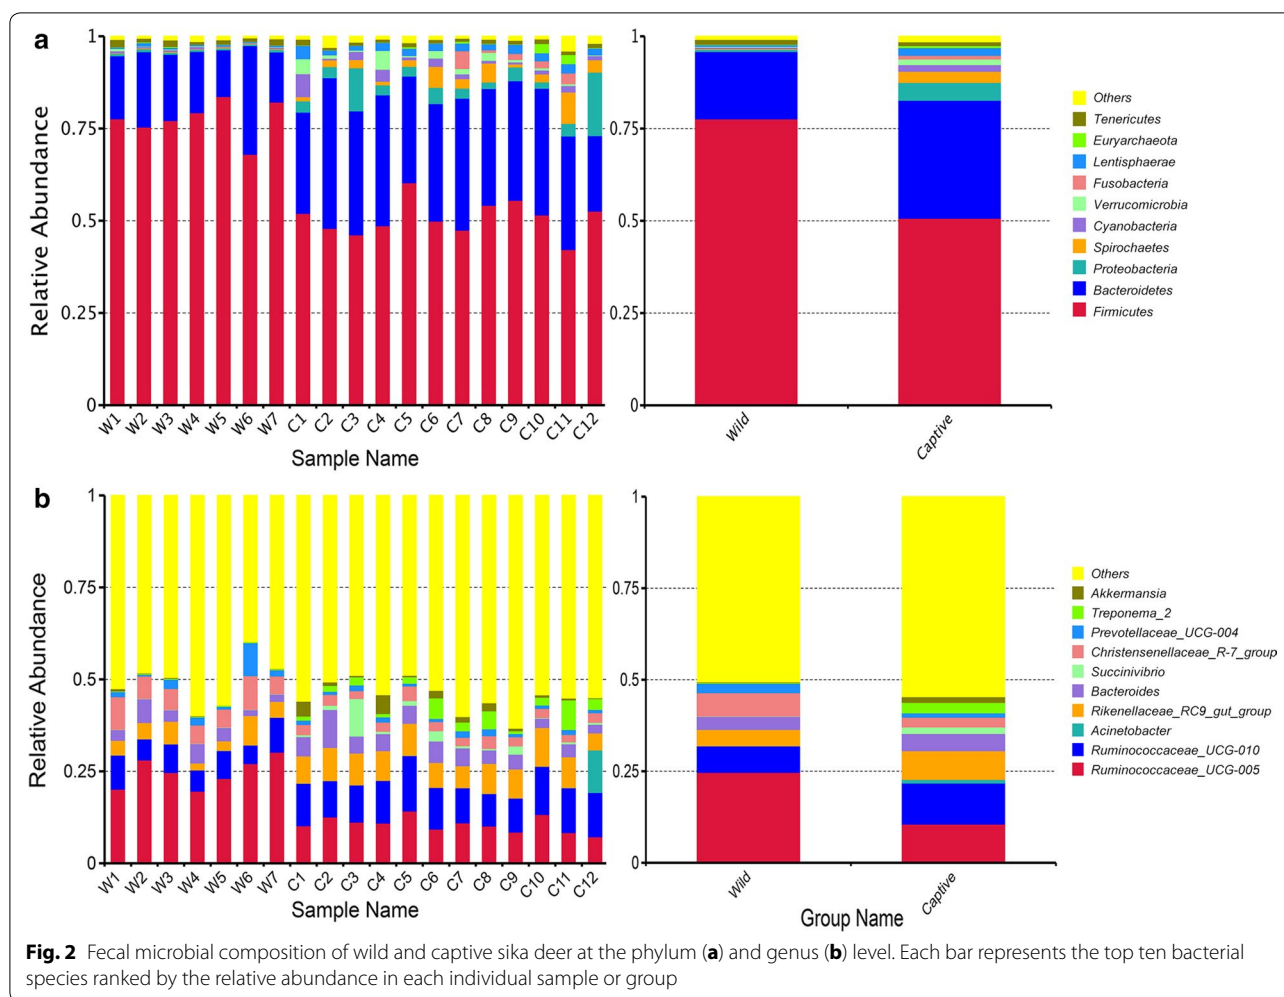 a
1
0.75
0.5
0.25
0
Relative Abundance
W1 W2 W3 W4 W5 W6 W7 C1 C2 C3 C4 C5 C6 C7 C8 C9 C10 C11 C12
Sample Name
1
0.75
0.5
0.25
0
Wild Captive
Others
Tenericutes
Euryarchaeota
Lentisphaerae
Fusobacteria
Verrucomicrobia
Cyanobacteria
Spirochaetes
Proteobacteria
Bacteroidetes
Firmicutes
b
1
0.75
0.5
0.25
0
Relative Abundance
W1 W2 W3 W4 W5 W6 W7 C1 C2 C3 C4 C5 C6 C7 C8 C9 C10 C11 C12
Sample Name
1
0.75
0.5
0.25
0
Wild Captive
Group Name
Others
Akkermansia
Treponema_2
Prevotellaceae_UCG-004
Christensenellaceae_R-7_group
Succinivibrio
Bacteroides
Rikenellaceae_RC9_gut_group
Acinetobacter
Ruminococcaceae_UCG-010
Ruminococcaceae_UCG-005
Fig. 2 Fecal microbial composition of wild and captive sika deer at the phylum (a) and genus (b) level. Each bar represents the top ten bacterial
species ranked by the relative abundance in each individual sample or group